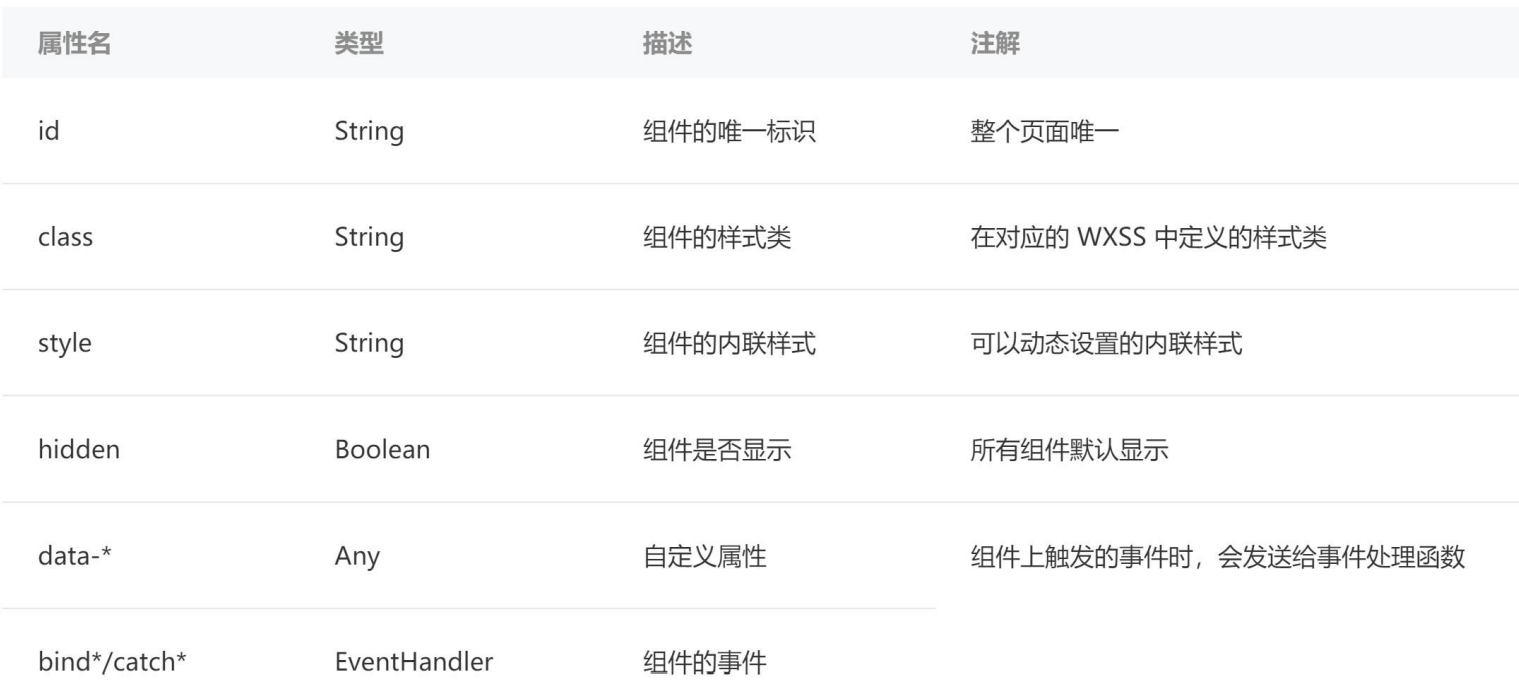 属性名 类型 描述 注解
id String 组件的唯一标识 整个页面唯一
class String 组件的样式类 在对应的 WXSS 中定义的样式类
style String 组件的内联样式 可以动态设置的内联样式
hidden Boolean 组件是否显示 所有组件默认显示
data-* Any 自定义属性 组件上触发的事件时，会发送给事件处理函数
bind*/catch* EventHandler 组件的事件